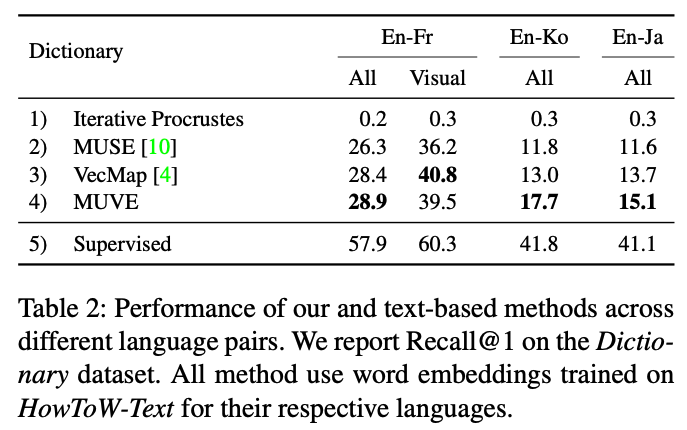 Dictionary En-Fr En-Ko En-Ja
All Visual All All
1) Iterative Procrustes 0.2 0.3 0.3 0.3
2) MUSE [10] 26.3 36.2 11.8 11.6
3) VecMap [4] 28.4 40.8 13.0 13.7
4) MUVE 28.9 39.5 17.7 15.1
5) Supervised 57.9 60.3 41.8 41.1
Table 2: Performance of our and text-based methods across
different language pairs. We report Recall@1 on the Dictio-
nary dataset. All method use word embeddings trained on
HowToW-Text for their respective languages.